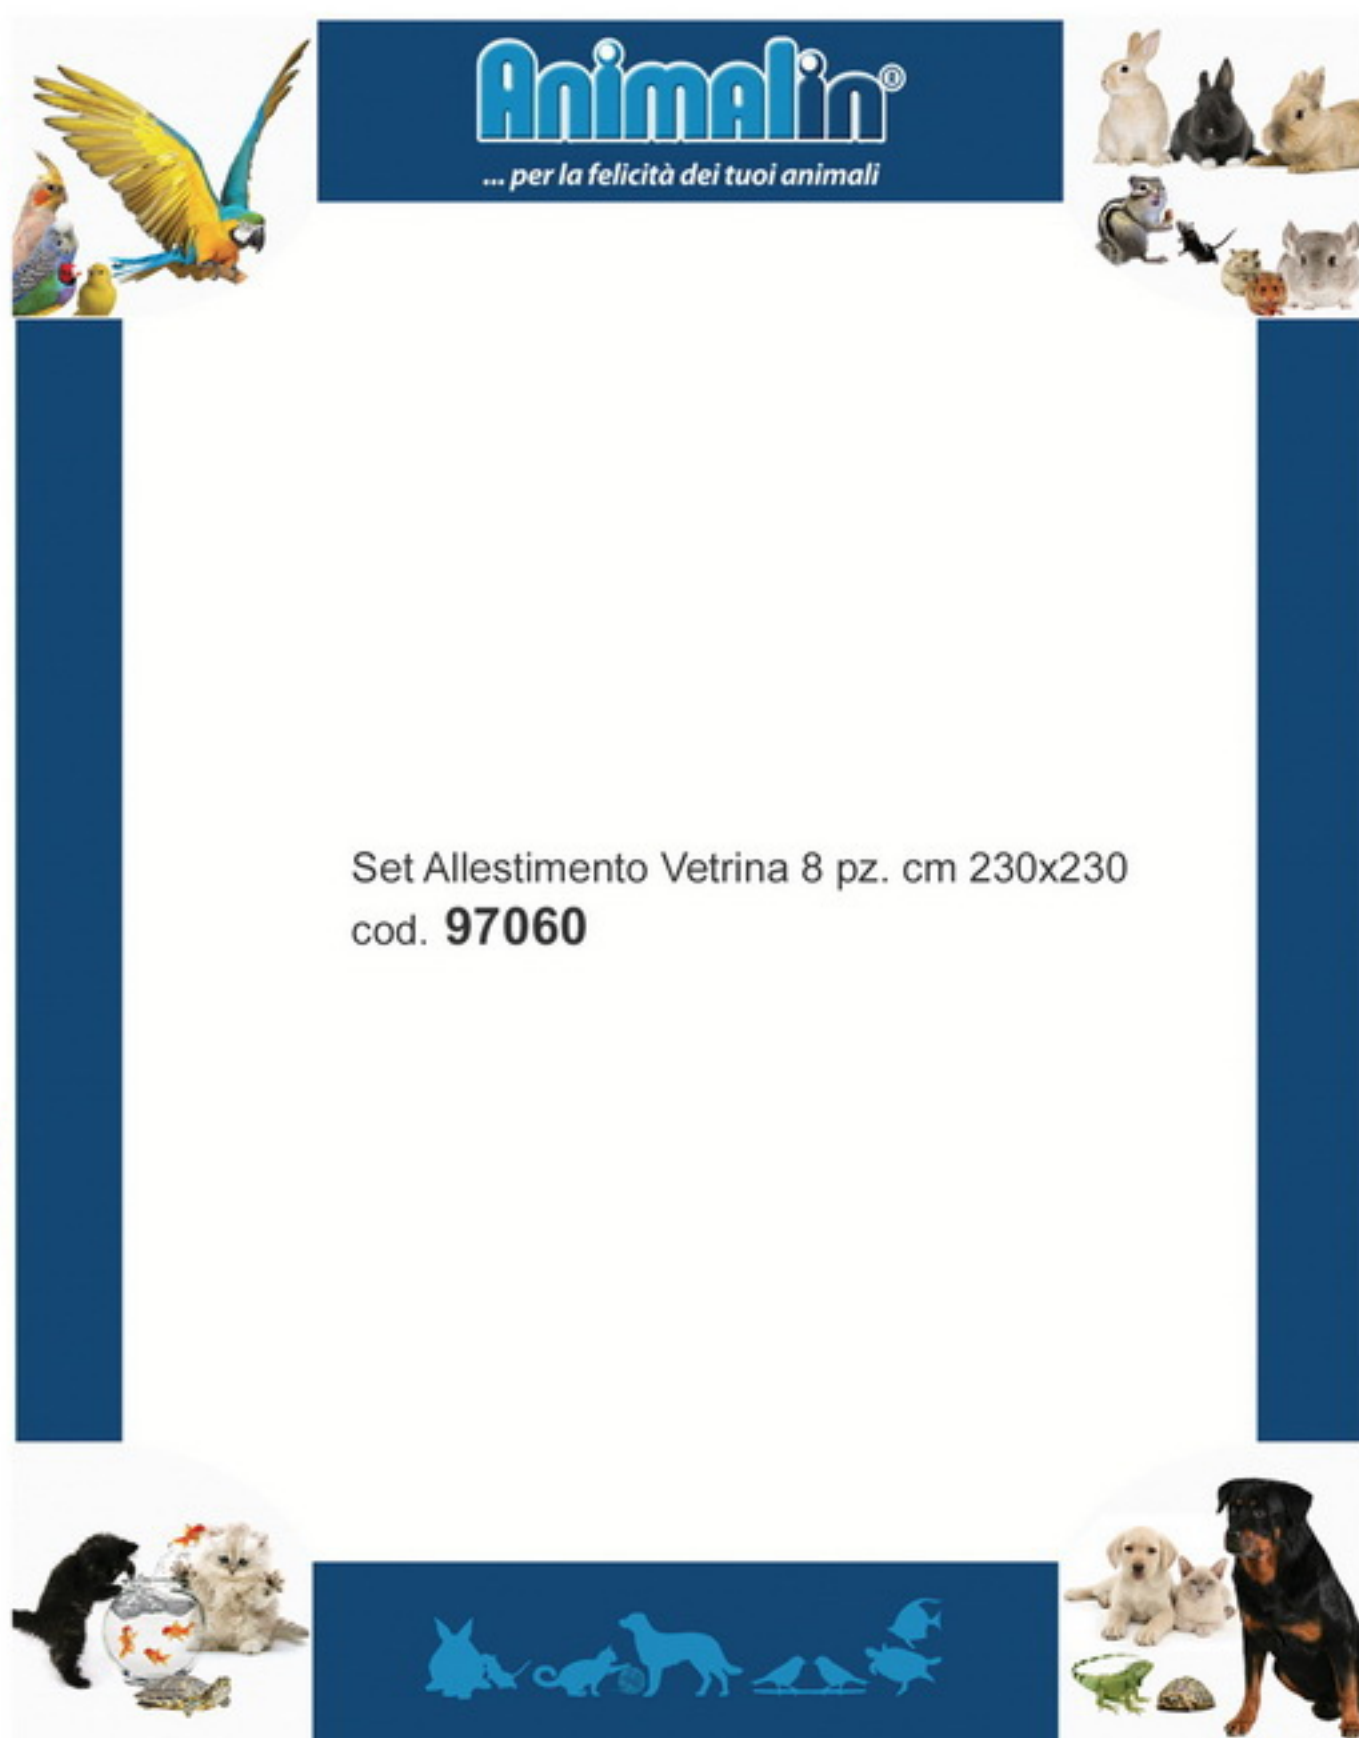 Animalin®
... per la felicità dei tuoi animali
Set Allestimento Vetrina 8 pz. cm 230x230
cod. 97060